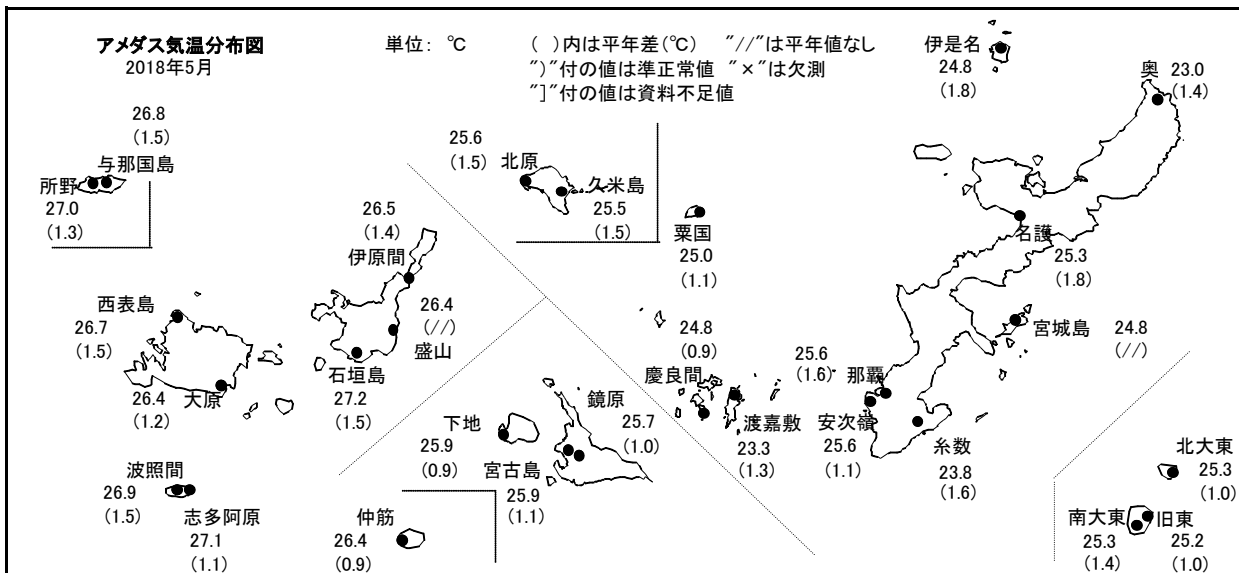 アメダス気温分布図
2018年5月
単位： ℃
( )内は平年差(℃) "//"は平年値なし
")"付の値は準正常値 "×"は欠測
"]"付の値は資料不足値
伊是名
24.8
(1.8)
奥
23.0
(1.4)
26.8
(1.5)
与那国島
所野
27.0
(1.3)
25.6
(1.5)
北原
久米島
25.5
(1.5)
粟国
25.0
(1.1)
名護
25.3
(1.8)
26.5
(1.4)
伊原間
26.4
(//)
盛山
西表島
26.7
(1.5)
大原
26.4
(1.2)
石垣島
27.2
(1.5)
宮城島
24.8
(//)
24.8
(0.9)
慶良間
渡嘉敷
23.3
(1.3)
25.6
(1.6)
那覇
安次嶺
25.6
(1.1)
糸数
23.8
(1.6)
下地
25.9
(0.9)
鏡原
25.7
(1.0)
宮古島
25.9
(1.1)
波照間
26.9
(1.5)
志多阿原
27.1
(1.1)
仲筋
26.4
(0.9)
北大東
25.3
(1.0)
南大東
25.3
(1.4)
旧東
25.2
(1.0)